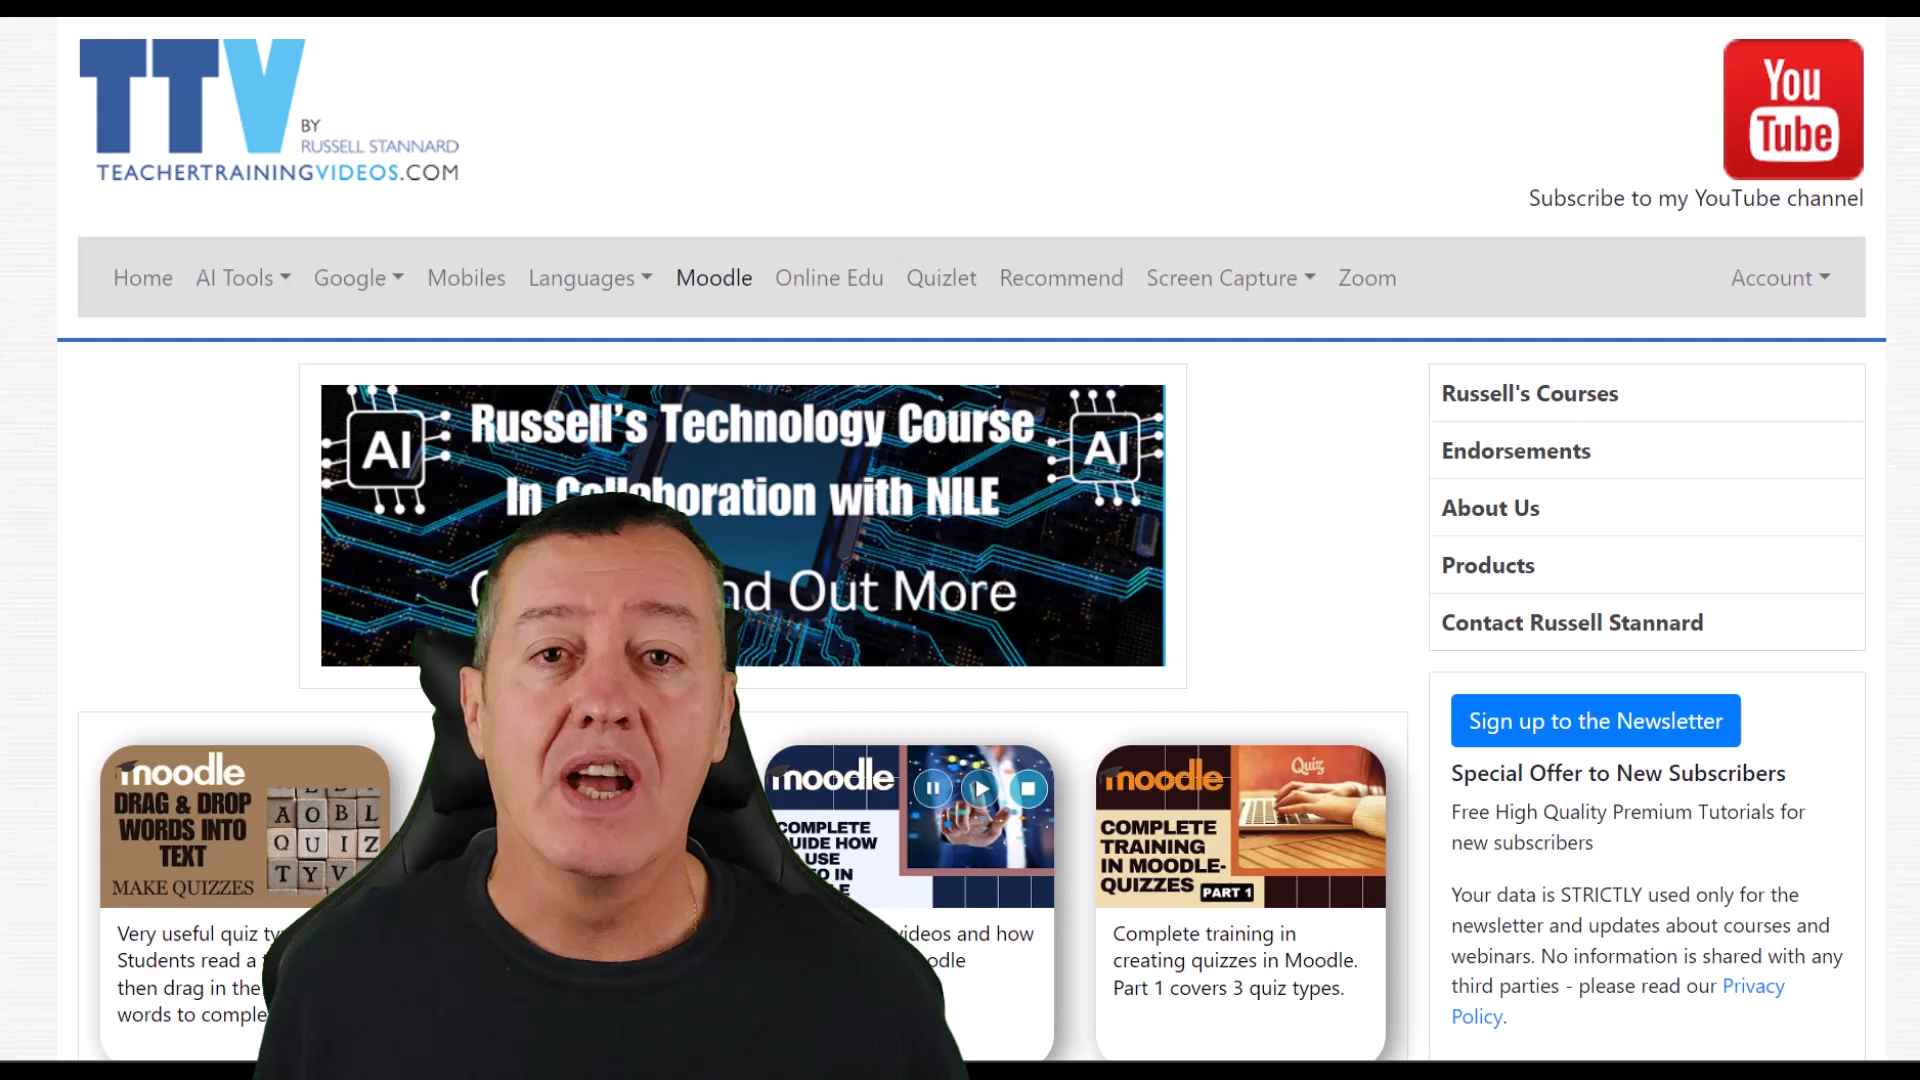 TTV
BY
RUSSELL STANNARD
TEACHERTRAININGVIDEOS.COM
You
Tube
Subscribe to my YouTube channel
Home AI Tools Google Mobiles Languages Moodle Online Edu Quizlet Recommend Screen Capture Zoom Account
AI Russell's Technology Course AI
In Collaboration with NILE
Out More
Russell's Courses
Endorsements
About Us
Products
Contact Russell Stannard
moodle
DRAG & DROP
WORDS INTO
TEXT
MAKE QUIZZES
A O B L
Q U I Z
T Y V
Very useful quiz
Students read a
then drag in the
words to
moodle
COMPLETE
HOW
USE
IN
videos and how
moodle
Quiz
COMPLETE
TRAINING
IN MOODLE-
QUIZZES PART 1
Complete training in
creating quizzes in Moodle.
Part 1 covers 3 quiz types.
Sign up to the Newsletter
Special Offer to New Subscribers
Free High Quality Premium Tutorials for
new subscribers
Your data is STRICTLY used only for the
newsletter and updates about courses and
webinars. No information is shared with any
third parties - please read our Privacy
Policy.